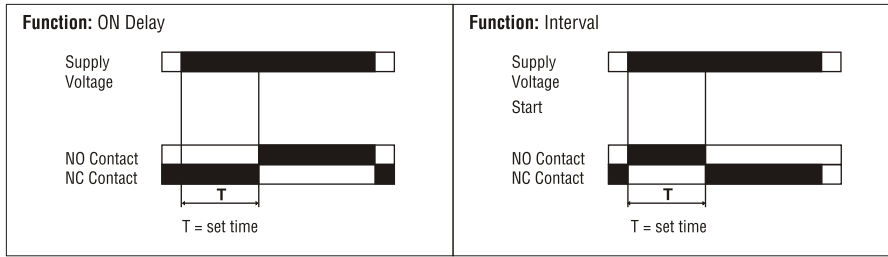 Function: ON Delay
Supply
Voltage
NO Contact
NC Contact
T
T = set time
Function: Interval
Supply
Voltage
Start
NO Contact
NC Contact
T
T = set time